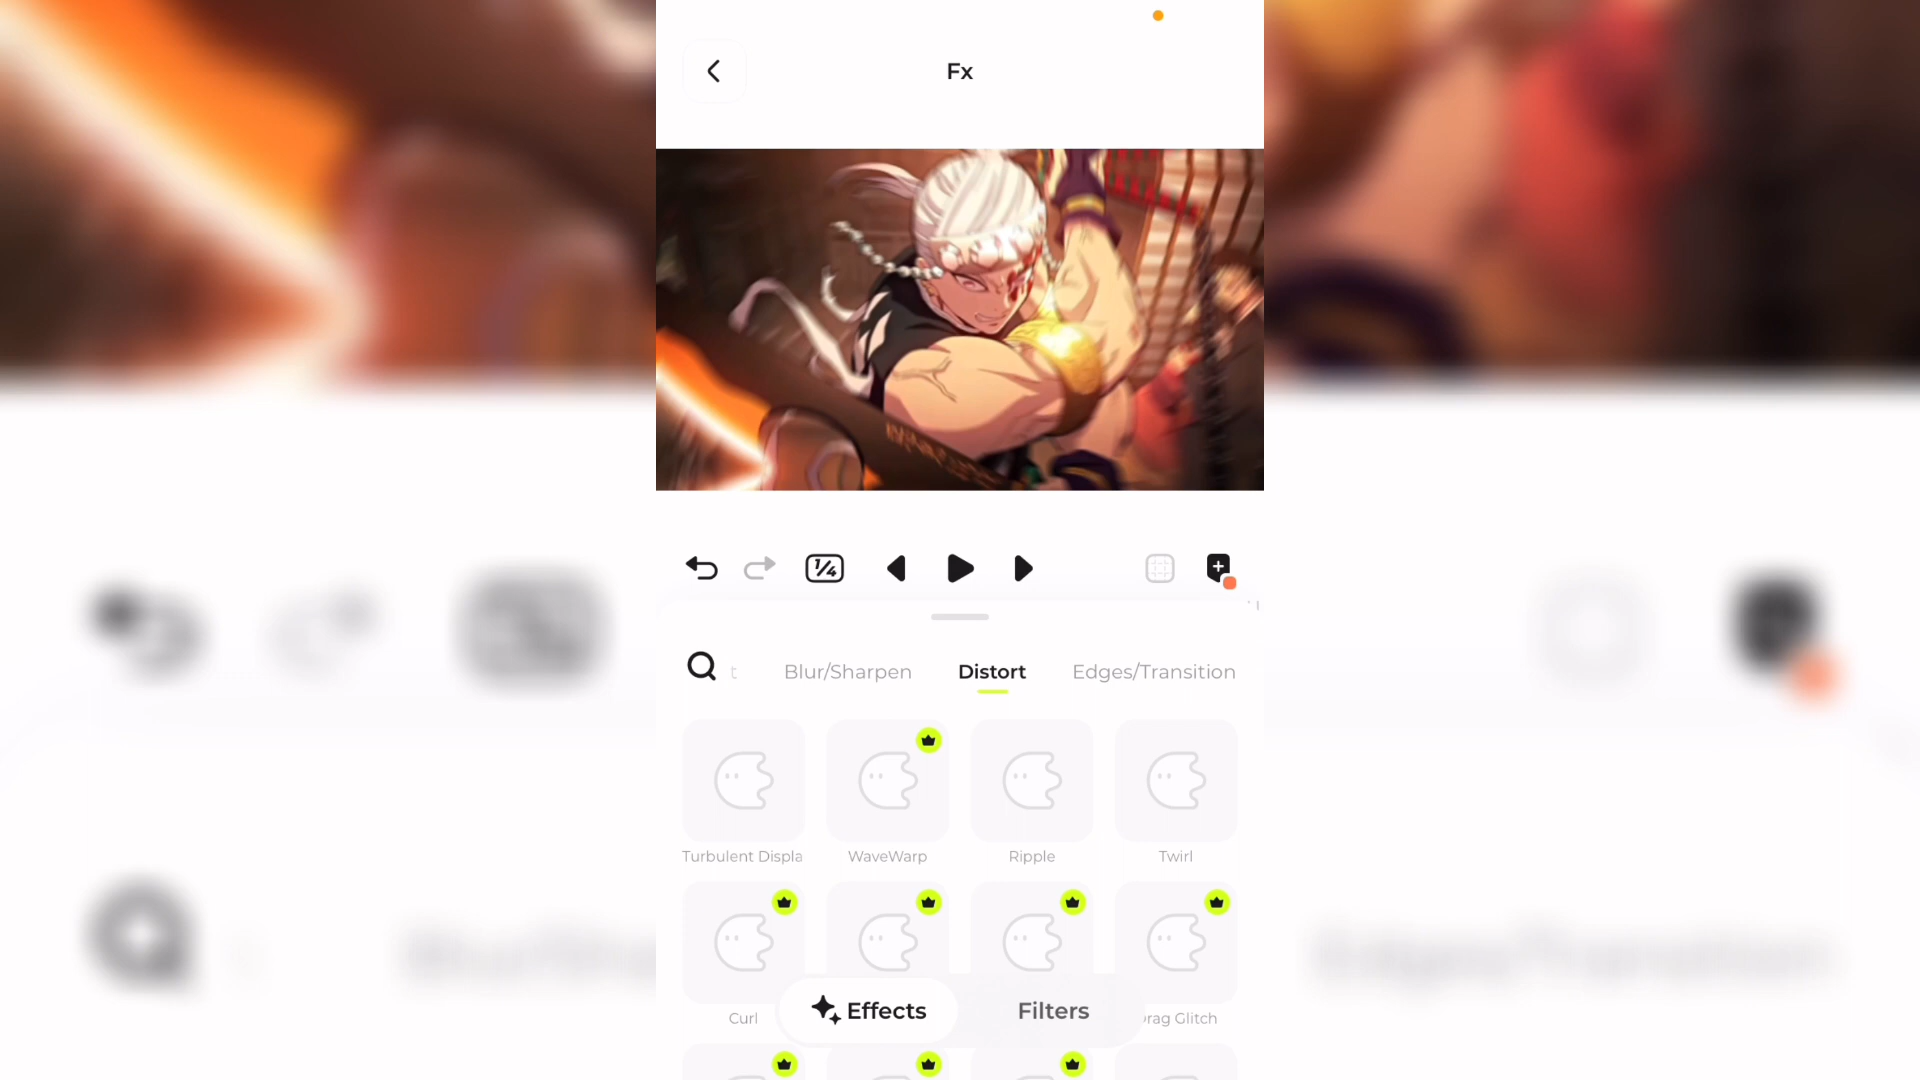 Fx
1/4
t Blur/Sharpen Distort Edges/Transition
Turbulent Displa WaveWarp Ripple Twirl
Curl rag Glitch
Effects Filters